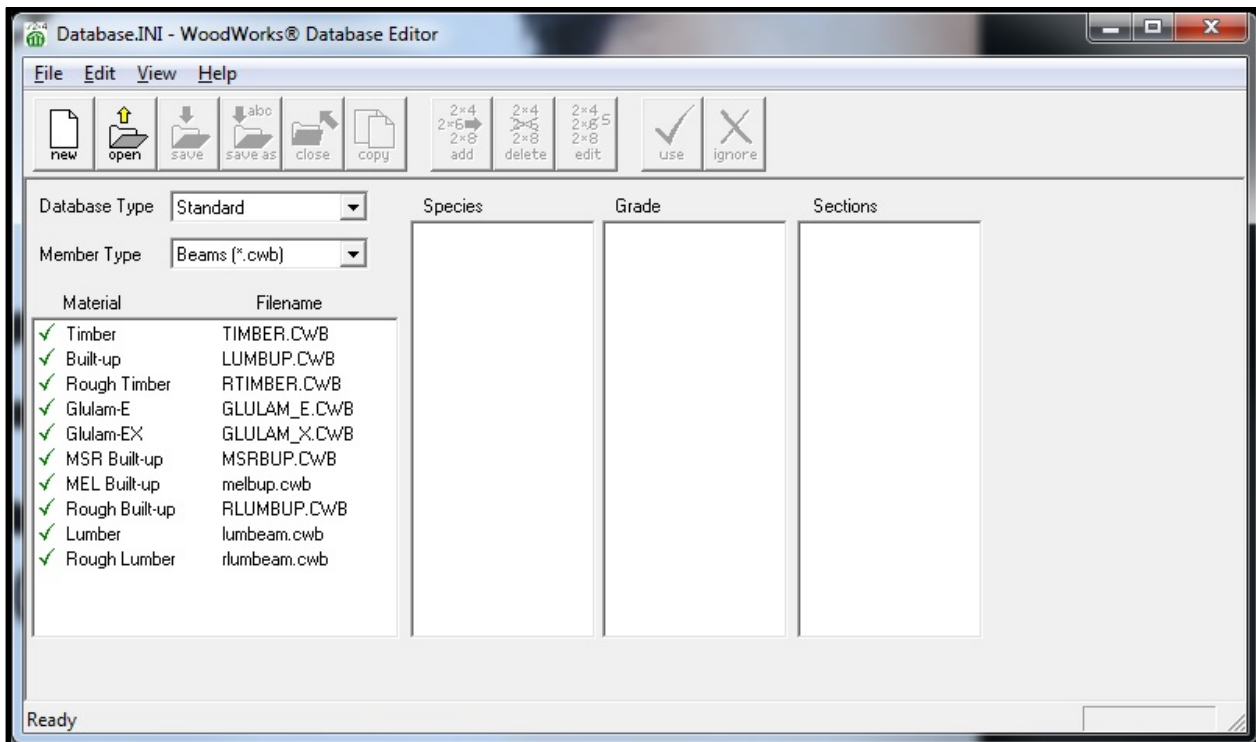 Database.INI - WoodWorks® Database Editor
File Edit View Help
new open save abc save as close copy 2×4 2×6 2×8 add 2×4 2×6 2×8 delete 2×4 2×6 5 2×8 edit use ignore
Database Type Standard Species Grade Sections
Member Type Beams (*.cwb)
Material Filename
Timber TIMBER.CWB
Built-up LUMBUP.CWB
Rough Timber RTIMBER.CWB
Glulam-E GLULAM_E.CWB
Glulam-EX GLULAM_X.CWB
MSR Built-up MSRBUP.CWB
MEL Built-up melbup.cwb
Rough Built-up RLUMBUP.CWB
Lumber lumbeam.cwb
Rough Lumber rlumbeam.cwb
Ready